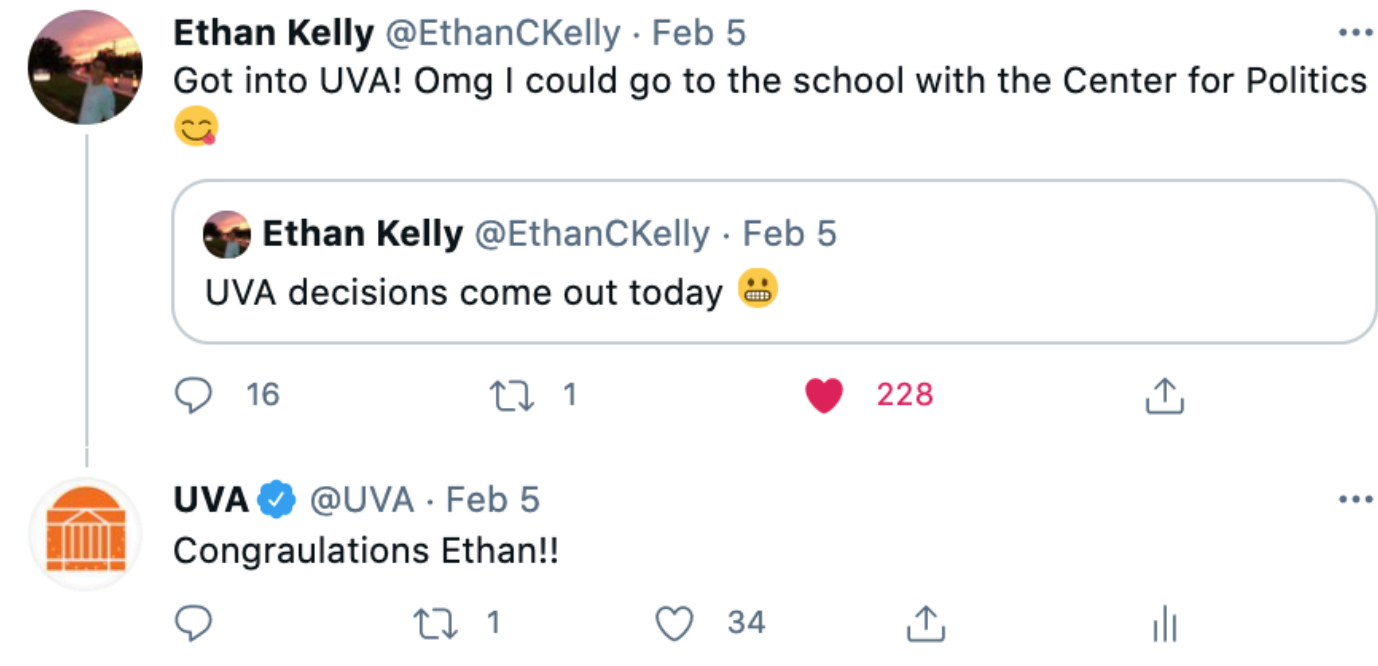 Ethan Kelly @EthanCKelly · Feb 5
Got into UVA! Omg I could go to the school with the Center for Politics
😋
Ethan Kelly @EthanCKelly · Feb 5
UVA decisions come out today 😬
16 1 228
UVA @UVA · Feb 5
Congraulations Ethan!!
1 34